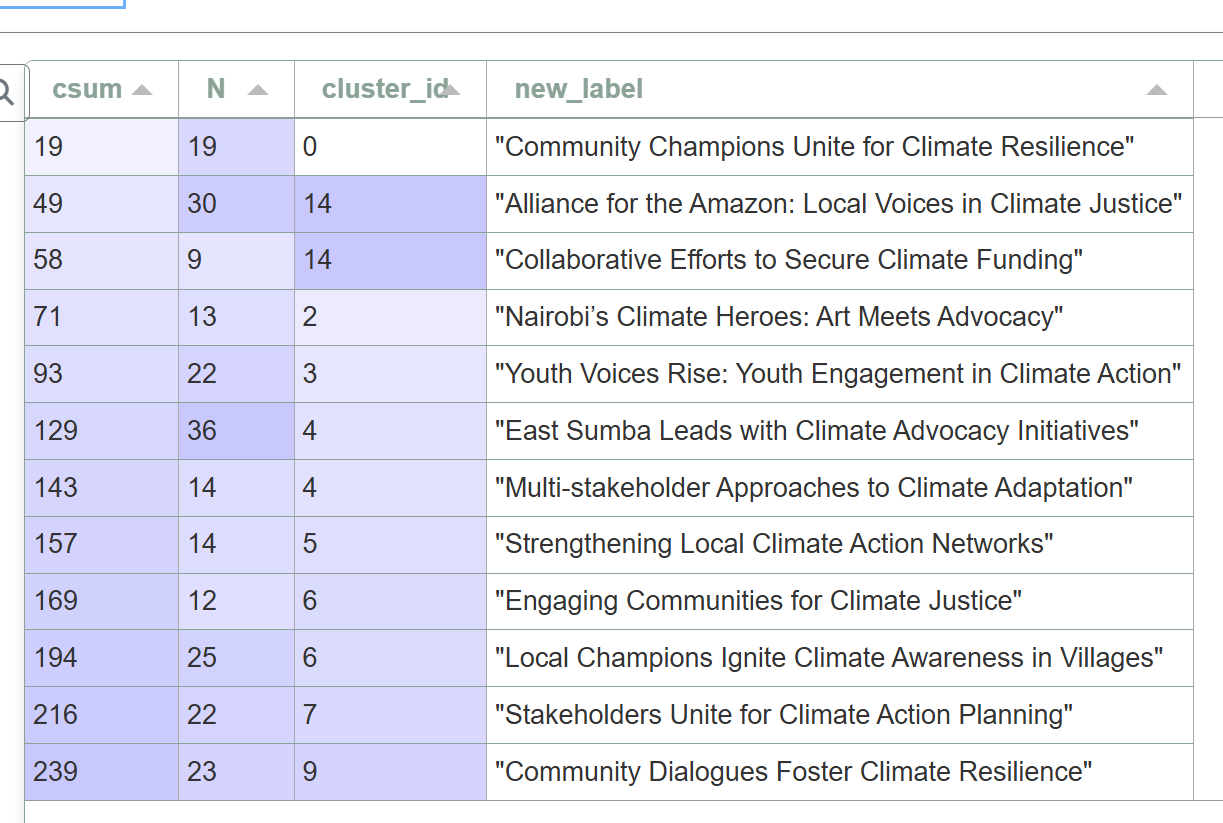 csum N cluster_id new_label
19 19 0 "Community Champions Unite for Climate Resilience"
49 30 14 "Alliance for the Amazon: Local Voices in Climate Justice"
58 9 14 "Collaborative Efforts to Secure Climate Funding"
71 13 2 "Nairobi’s Climate Heroes: Art Meets Advocacy"
93 22 3 "Youth Voices Rise: Youth Engagement in Climate Action"
129 36 4 "East Sumba Leads with Climate Advocacy Initiatives"
143 14 4 "Multi-stakeholder Approaches to Climate Adaptation"
157 14 5 "Strengthening Local Climate Action Networks"
169 12 6 "Engaging Communities for Climate Justice"
194 25 6 "Local Champions Ignite Climate Awareness in Villages"
216 22 7 "Stakeholders Unite for Climate Action Planning"
239 23 9 "Community Dialogues Foster Climate Resilience"